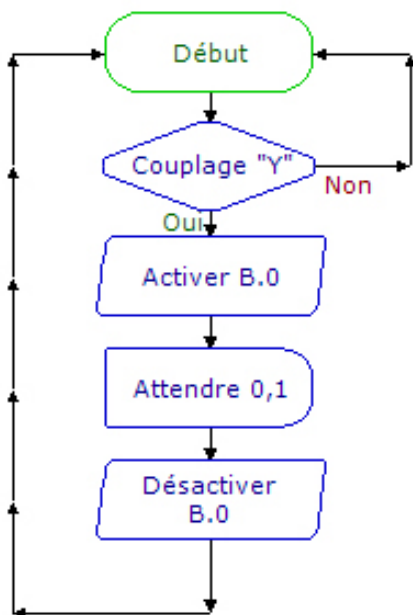 Début
Couplage "Y"
Non
Oui
Activer B.0
Attendre 0,1
Désactiver
B.0